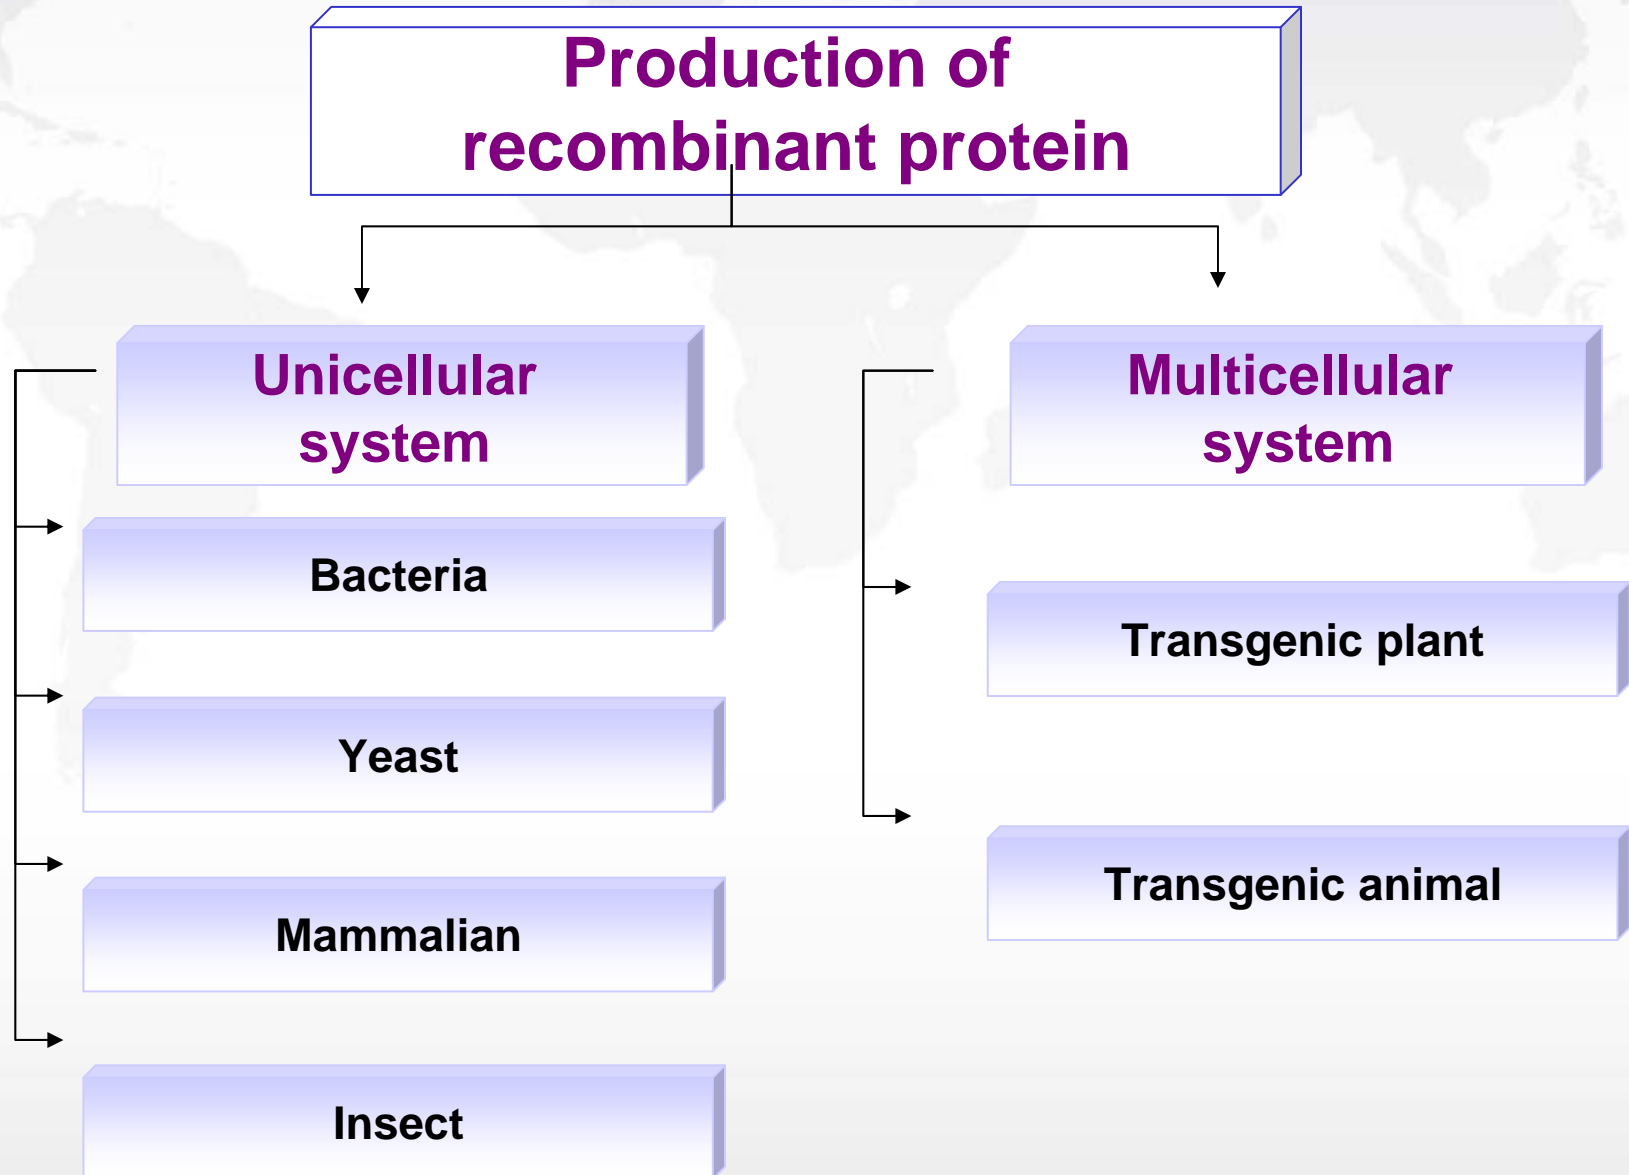 Production of
recombinant protein
Unicellular
system
Bacteria
Yeast
Mammalian
Insect
Multicellular
system
Transgenic plant
Transgenic animal